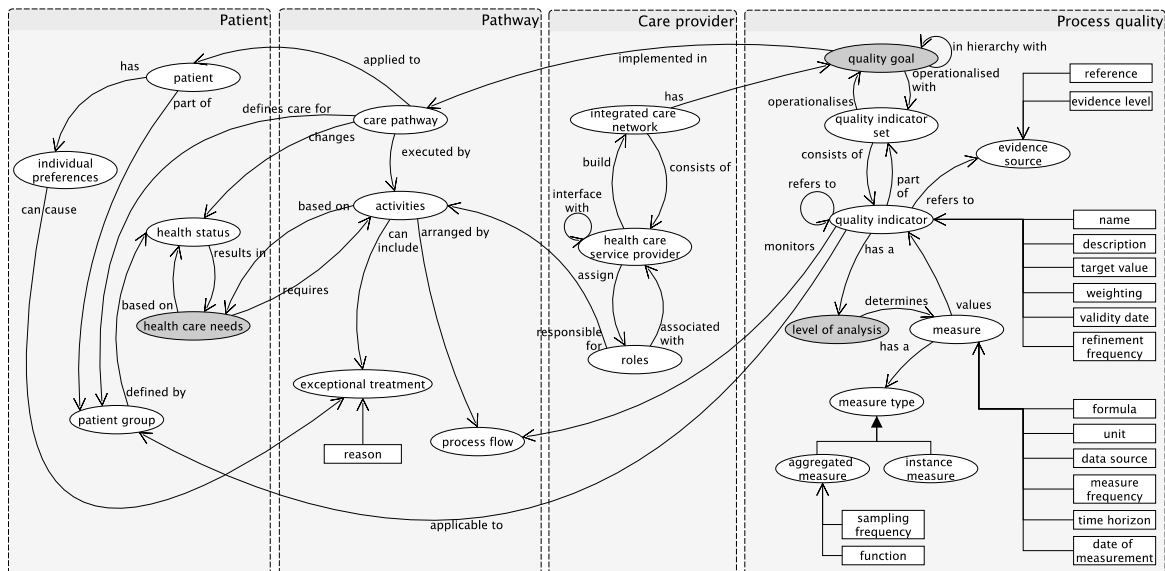 Patient
Pathway
Care provider
Process quality
has
patient
part of
applied to
implemented in
quality goal
in hierarchy with
operationalised
with
reference
evidence level
defines care for
care pathway
changes
has
integrated care
network
operationalises
quality indicator
set
evidence
source
individual
preferences
executed by
build
consists of
consists of
part
of
refers to
can cause
health status
based on
activities
can
include
arranged by
interface
with
health care
service provider
refers to
quality indicator
monitors
has a
name
description
target value
weighting
validity date
refinement
frequency
results in
based on
health care needs
requires
assign
responsible
for
associated
with
roles
determines
values
level of analysis
measure
has a
exceptional treatment
measure type
defined by
patient group
reason
process flow
aggregated
measure
instance
measure
sampling
frequency
function
formula
unit
data source
measure
frequency
time horizon
date of
measurement
applicable to